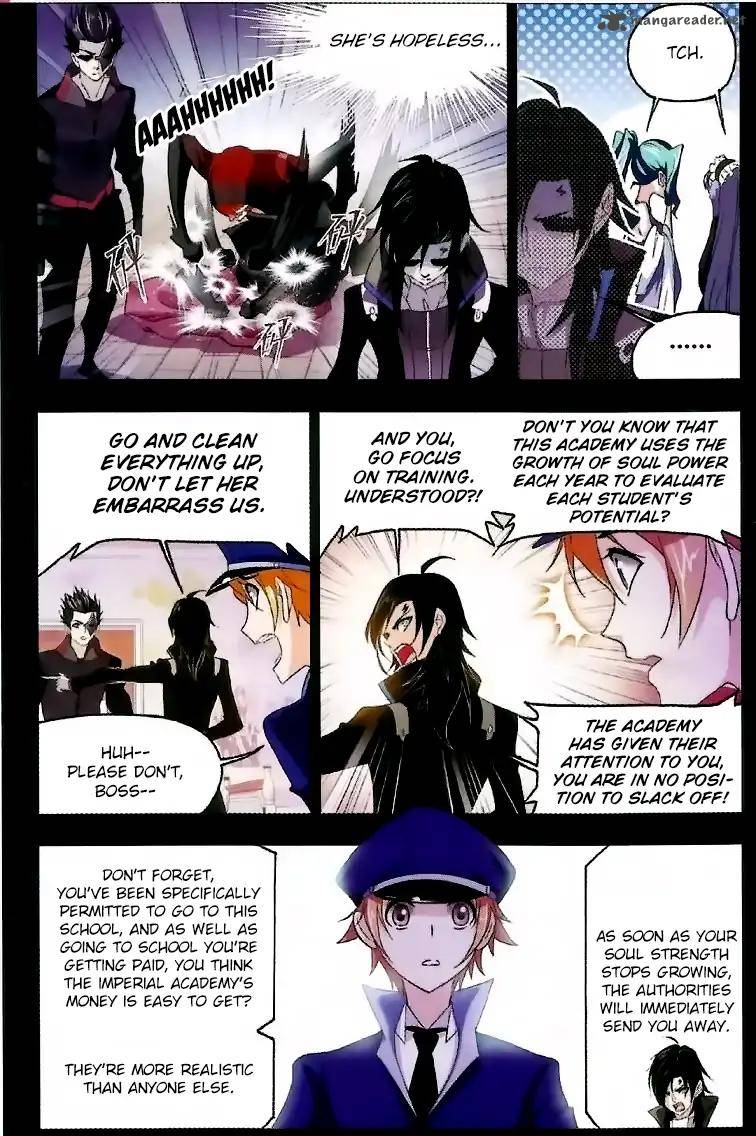 mangareader.net
SHE'S HOPELESS...
AAAHHHHHH!
砰
砰
砰
TCH.
......
GO AND CLEAN
EVERYTHING UP,
DON'T LET HER
EMBARRASS US.
HUH--
PLEASE DON'T,
BOSS--
AND YOU,
GO FOCUS
ON TRAINING.
UNDERSTOOD?!
DON'T YOU KNOW THAT
THIS ACADEMY USES THE
GROWTH OF SOUL POWER
EACH YEAR TO EVALUATE
EACH STUDENT'S
POTENTIAL?
THE ACADEMY
HAS GIVEN THEIR
ATTENTION TO YOU,
YOU ARE IN NO POSI-
TION TO SLACK OFF!
DON'T FORGET,
YOU'VE BEEN SPECIFICALLY
PERMITTED TO GO TO THIS
SCHOOL, AND AS WELL AS
GOING TO SCHOOL YOU'RE
GETTING PAID, YOU THINK
THE IMPERIAL ACADEMY'S
MONEY IS EASY TO GET?
THEY'RE MORE REALISTIC
THAN ANYONE ELSE.
AS SOON AS YOUR
SOUL STRENGTH
STOPS GROWING,
THE AUTHORITIES
WILL IMMEDIATELY
SEND YOU AWAY.